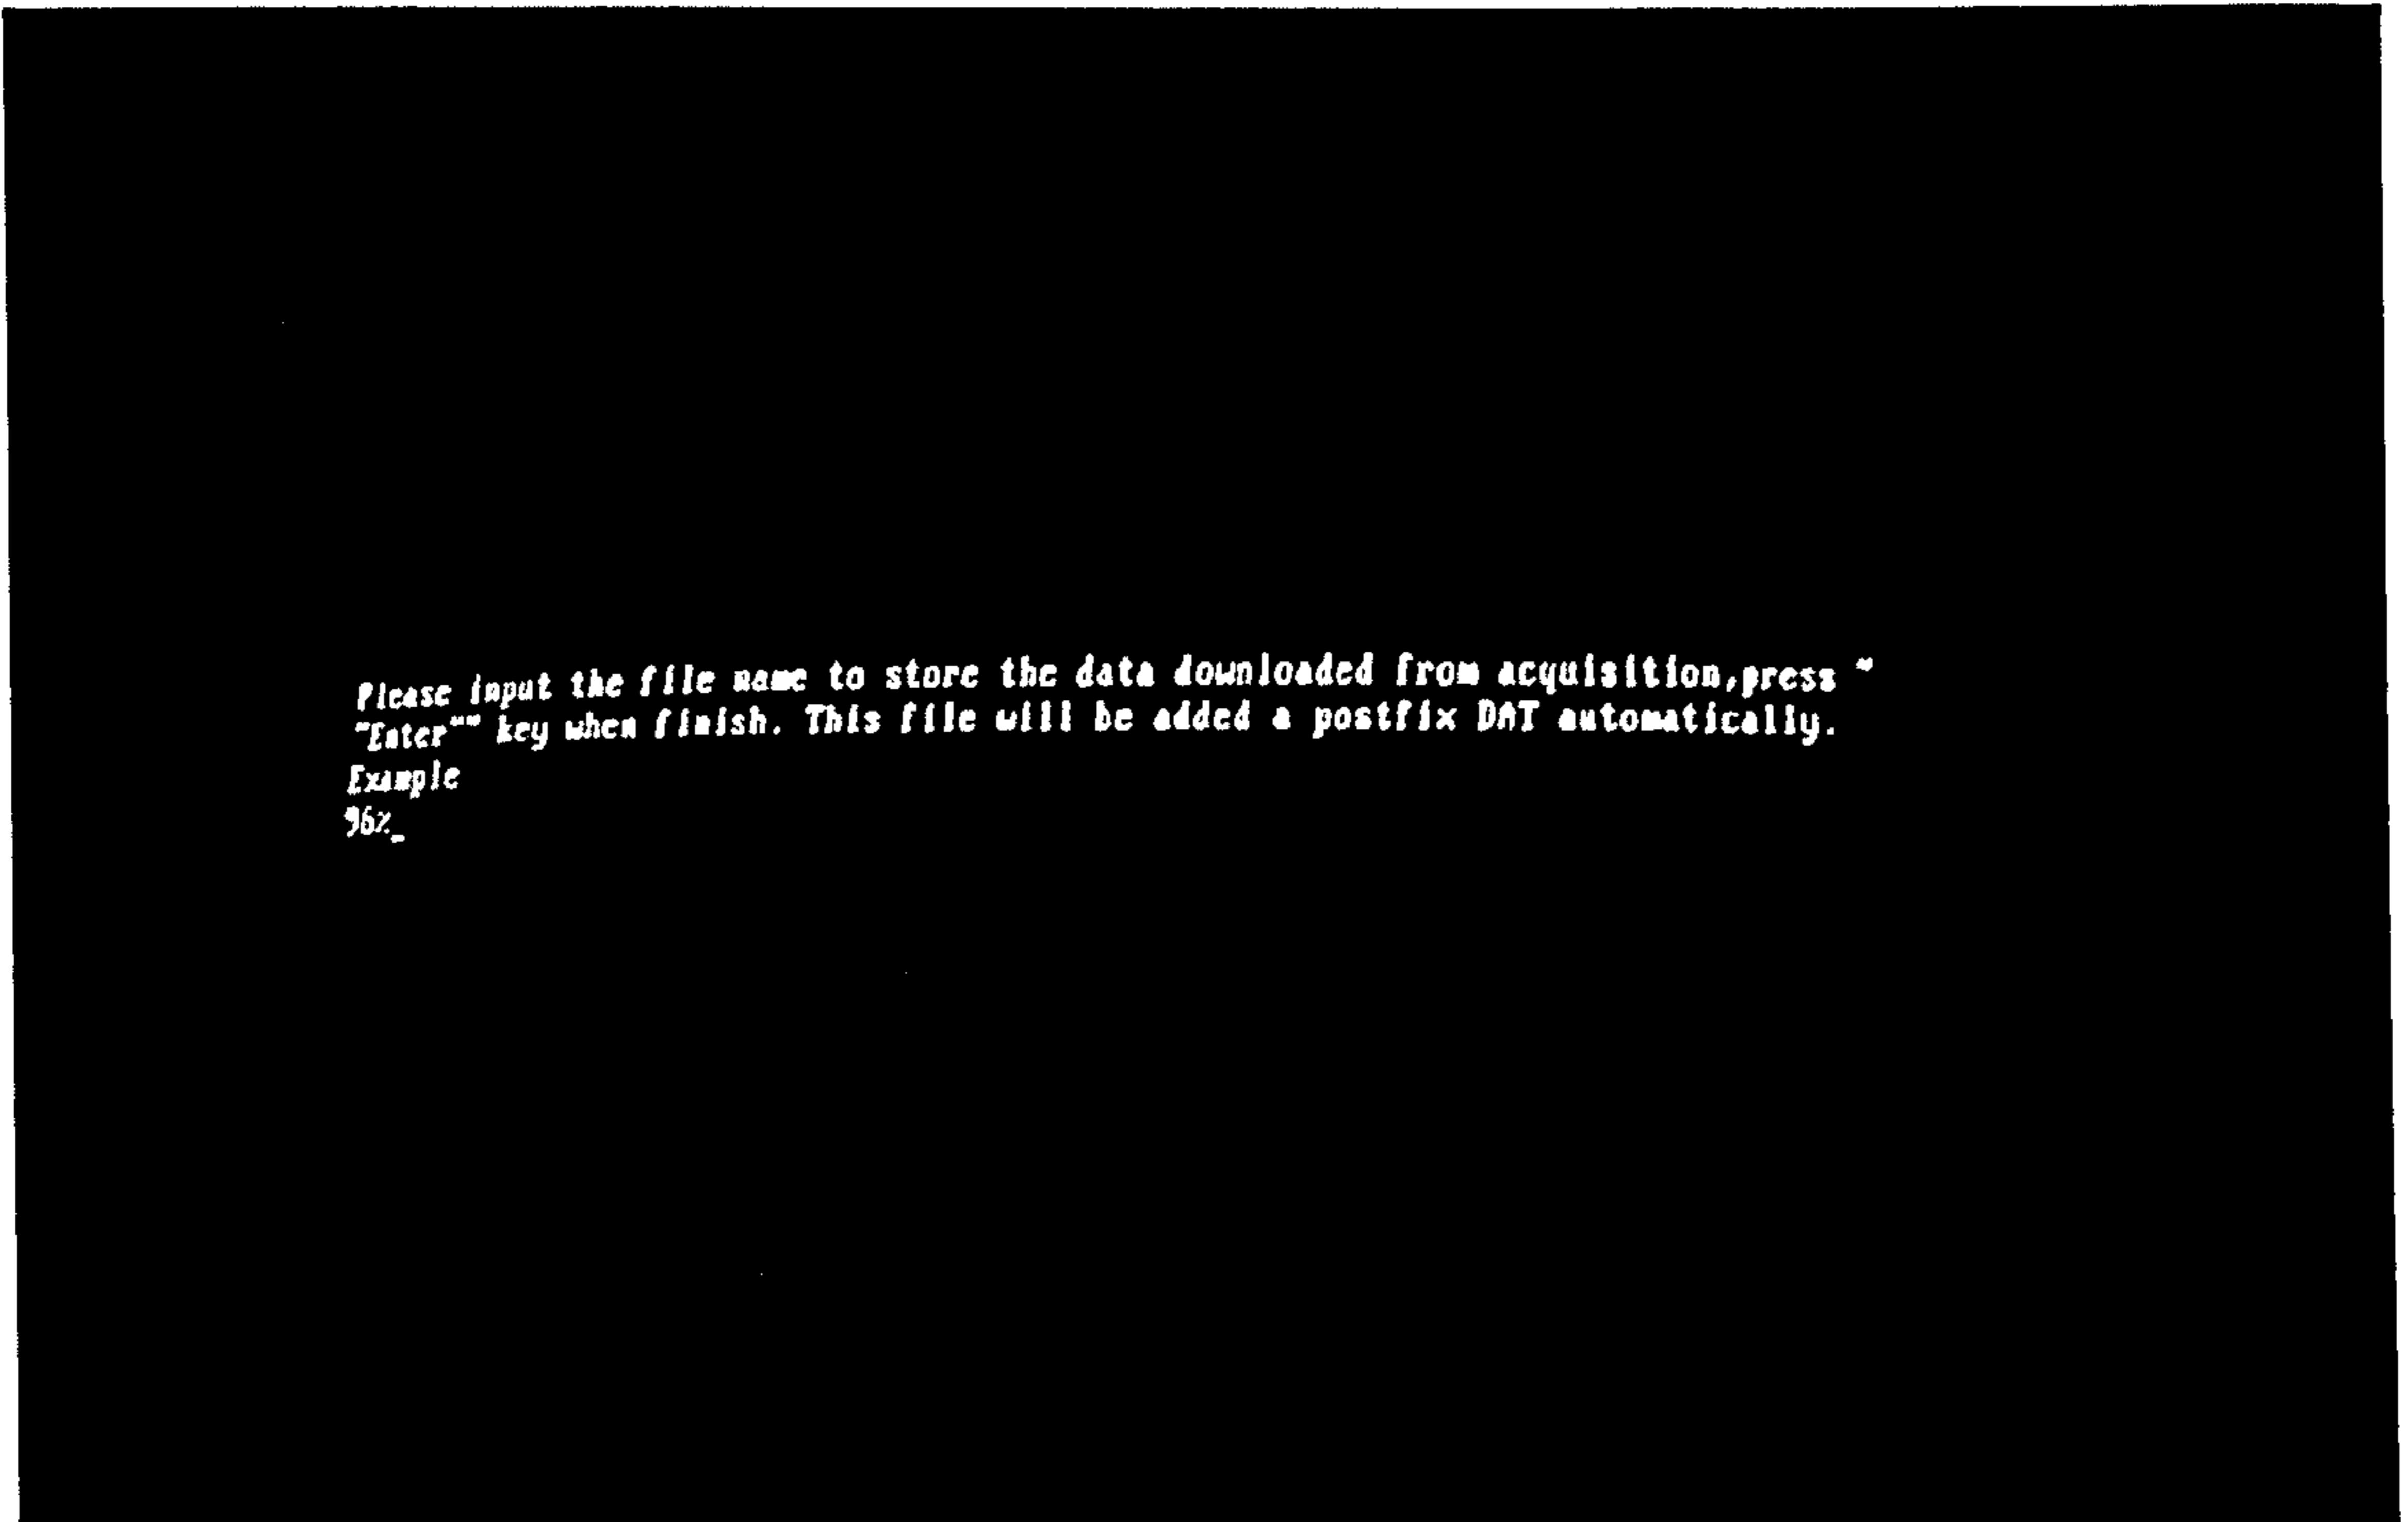 Please input the file name to store the data downloaded from acquisition,press "
"Enter"" key when finish. This file will be added a postfix DAT automatically.
Example
96%_